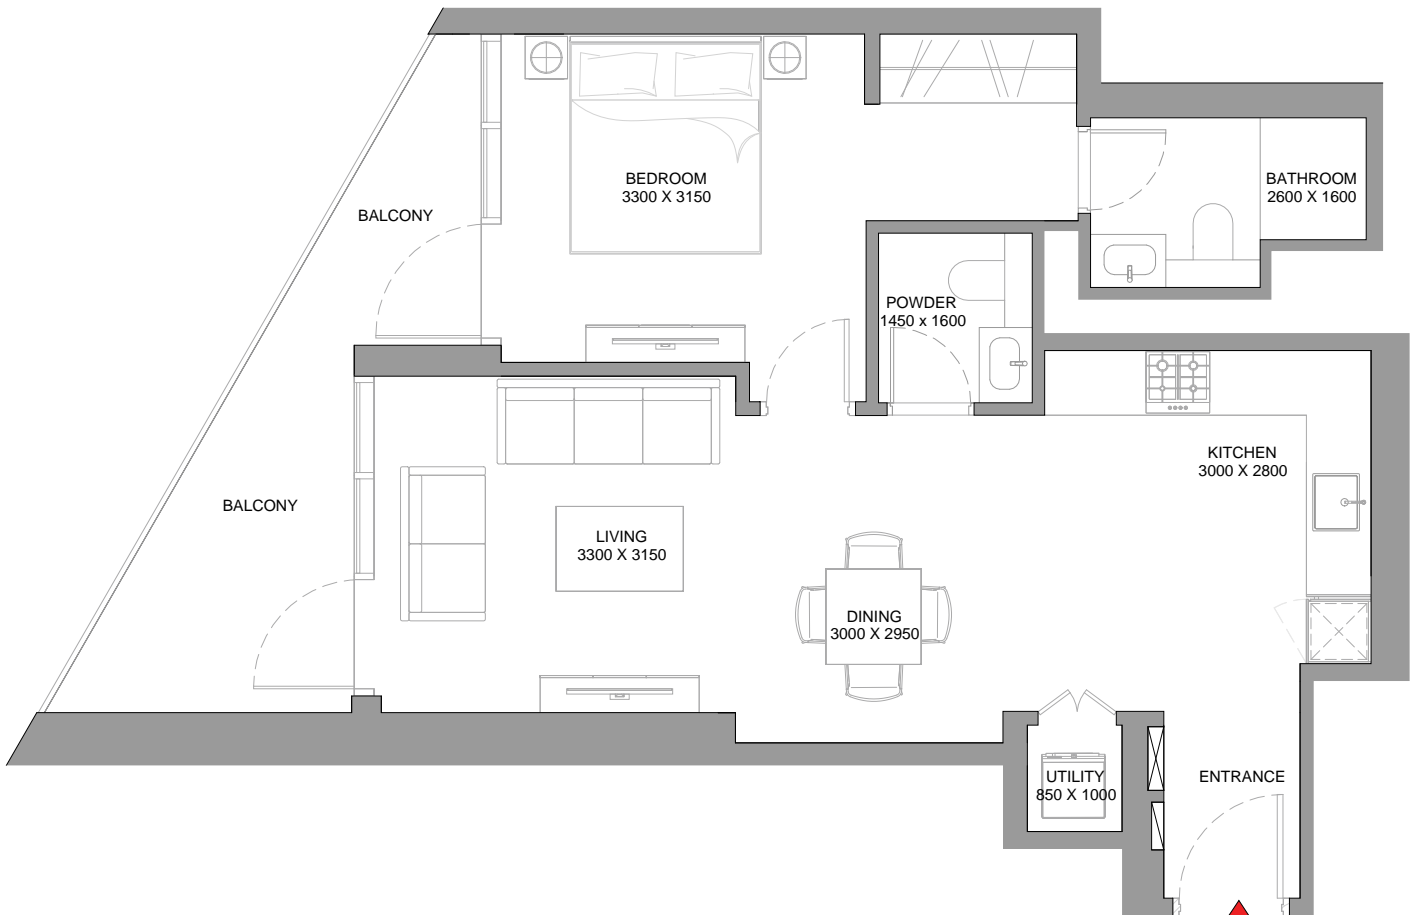 BEDROOM
3300 X 3150
BATHROOM
2600 X 1600
BALCONY
POWDER
1450 x 1600
KITCHEN
3000 X 2800
BALCONY
LIVING
3300 X 3150
DINING
3000 X 2950
UTILITY
850 X 1000
ENTRANCE